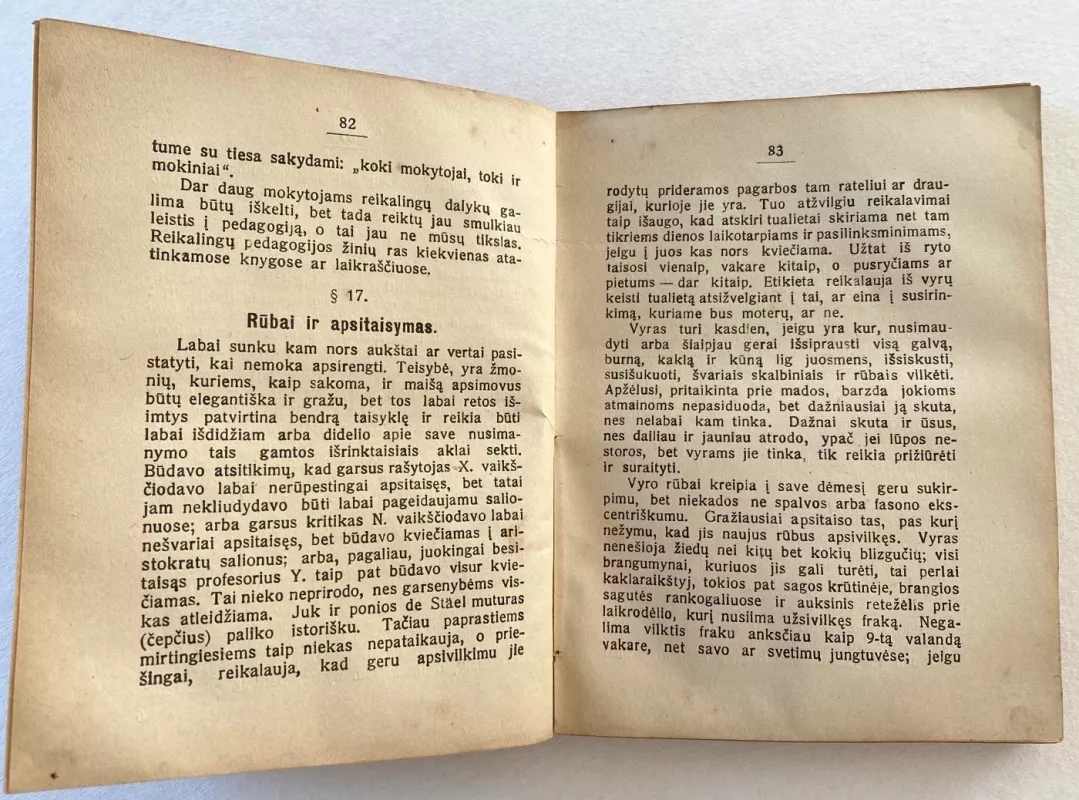 82
tume su tiesa sakydami: „koki mokytojai, toki ir
mokiniai“.
Dar daug mokytojams reikalingų dalykų ga-
lima būtų iškelti, bet tada reiktų jau smulkiau
leistis į pedagogiją, o tai jau ne mūsų tikslas.
Reikalingų pedagogijos žinių ras kiekvienas ata-
tinkamose knygose ar laikraščiuose.
§ 17.
Rūbai ir apsitaisymas.
Labai sunku kam nors aukštai ar vertai pasi-
statyti, kai nemoka apsirengti. Teisybė, yra žmo-
nių, kuriems, kaip sakoma, ir maišą apsimovus
būtų elegantiška ir gražu, bet tos labai retos iš-
imtys patvirtina bendrą taisyklę ir reikia būti
labai išdidžiam arba didelio apie save nusima-
nymo tais gamtos išrinktaisiais aklai sekti.
Būdavo atsitikimų, kad garsus rašytojas X. vaikš-
čiodavo labai nerūpestingai apsitaisęs, bet tatai
jam nekliudydavo būti labai pageidaujamu salio-
nuose; arba garsus kritikas N. vaikščiodavo labai
nešvariai apsitaisęs, bet būdavo kviečiamas į ari-
stokratų salionus; arba, pagaliau, juokingai besi-
taisąs profesorius Y. taip pat būdavo visur kvie-
čiamas. Tai nieko neprirodo, nes garsenybėms vis-
kas atleidžiama. Juk ir ponios de Stael muturas
(čepčius) paliko istorišku. Tačiau paprastiems
mirtingiesiems taip niekas nepataikauja, o prie-
šingai, reikalauja, kad geru apsivilkimu jie
83
rodytų prideramos pagarbos tam rateliui ar drau-
gijai, kurioje jie yra. Tuo atžvilgiu reikalavimai
taip išaugo, kad atskiri tualietai skiriama net tam
tikriems dienos laikotarpiams ir pasilinksminimams,
jeigu į juos kas nors kviečiama. Užtat iš ryto
taisosi vienaip, vakare kitaip, o pusryčiams ar
pietums — dar kitaip. Etikieta reikalauja iš vyrų
keisti tualietą atsižvelgiant į tai, ar eina į susirin-
kimą, kuriame bus moterų, ar ne.
Vyras turi kasdien, jeigu yra kur, nusimau-
dyti arba šiaipjau gerai išsiprausti visą galvą,
burną, kaklą ir kūną lig juosmens, išsiskusti,
susišukuoti, švariais skalbiniais ir rūbais vilkėti.
Apžėlusi, pritaikinta prie mados, barzda jokioms
atmainoms nepasiduoda, bet dažniausiai ją skuta,
nes nelabai kam tinka. Dažnai skuta ir ūsus,
nes dailiau ir jauniau atrodo, ypač jei lūpos ne-
storos, bet vyrams jie tinka, tik reikia prižiūrėti
ir suraityti.
Vyro rūbai kreipia į save dėmesį geru sukir-
pimu, bet niekados ne spalvos arba fasono eks-
centriškumu. Gražiausiai apsitaiso tas, pas kurį
nežymu, kad jis naujus rūbus apsivilkęs. Vyras
nenešioja žiedų nei kitų bet kokių blizgučių; visi
brangumynai, kuriuos jis gali turėti, tai perlai
kaklaraikštyj, tokios pat sagos krūtinėje, brangios
sagutės rankogaliuose ir auksinis retežėlis prie
laikrodėlio, kurį nusiima užsivilkęs fraką. Nega-
lima vilktis fraku anksčiau kaip 9-tą valandą
vakare, net savo ar svetimų jungtuvėse; jeigu